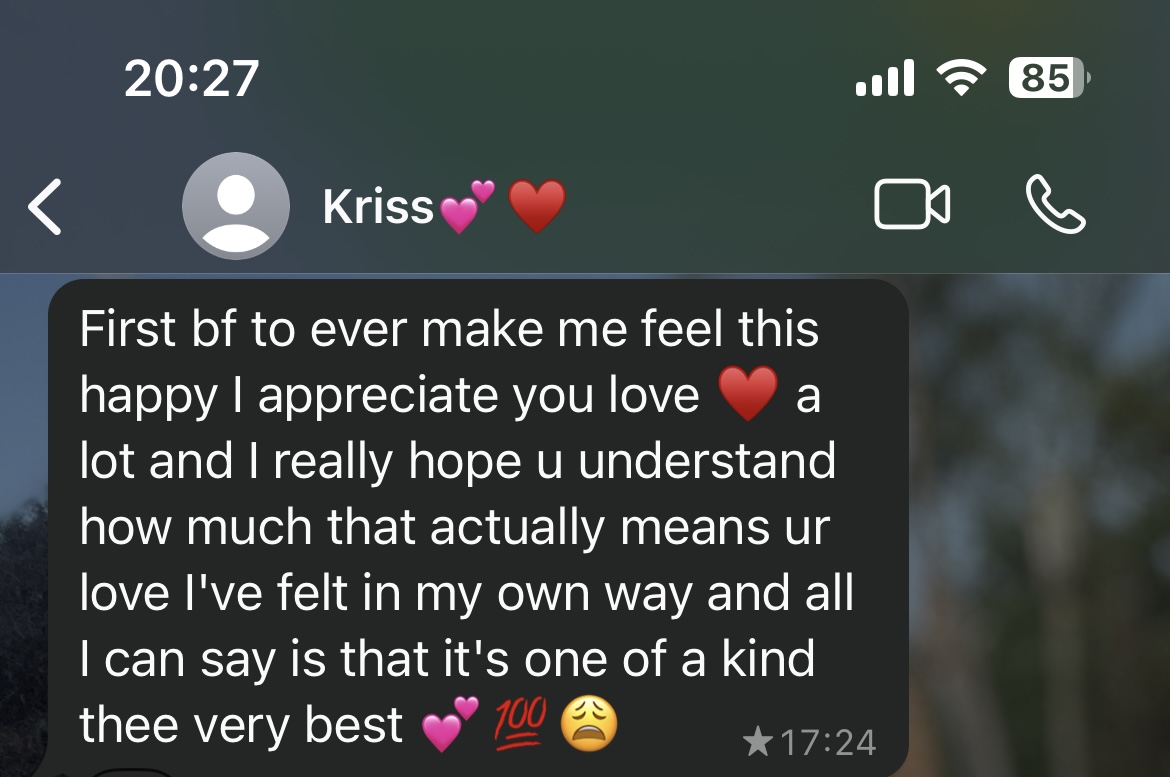 20:27
85
Kriss💕♥️
First bf to ever make me feel this
happy I appreciate you love ♥️ a
lot and I really hope u understand
how much that actually means ur
love I've felt in my own way and all
I can say is that it's one of a kind
thee very best 💕💯😩
★17:24